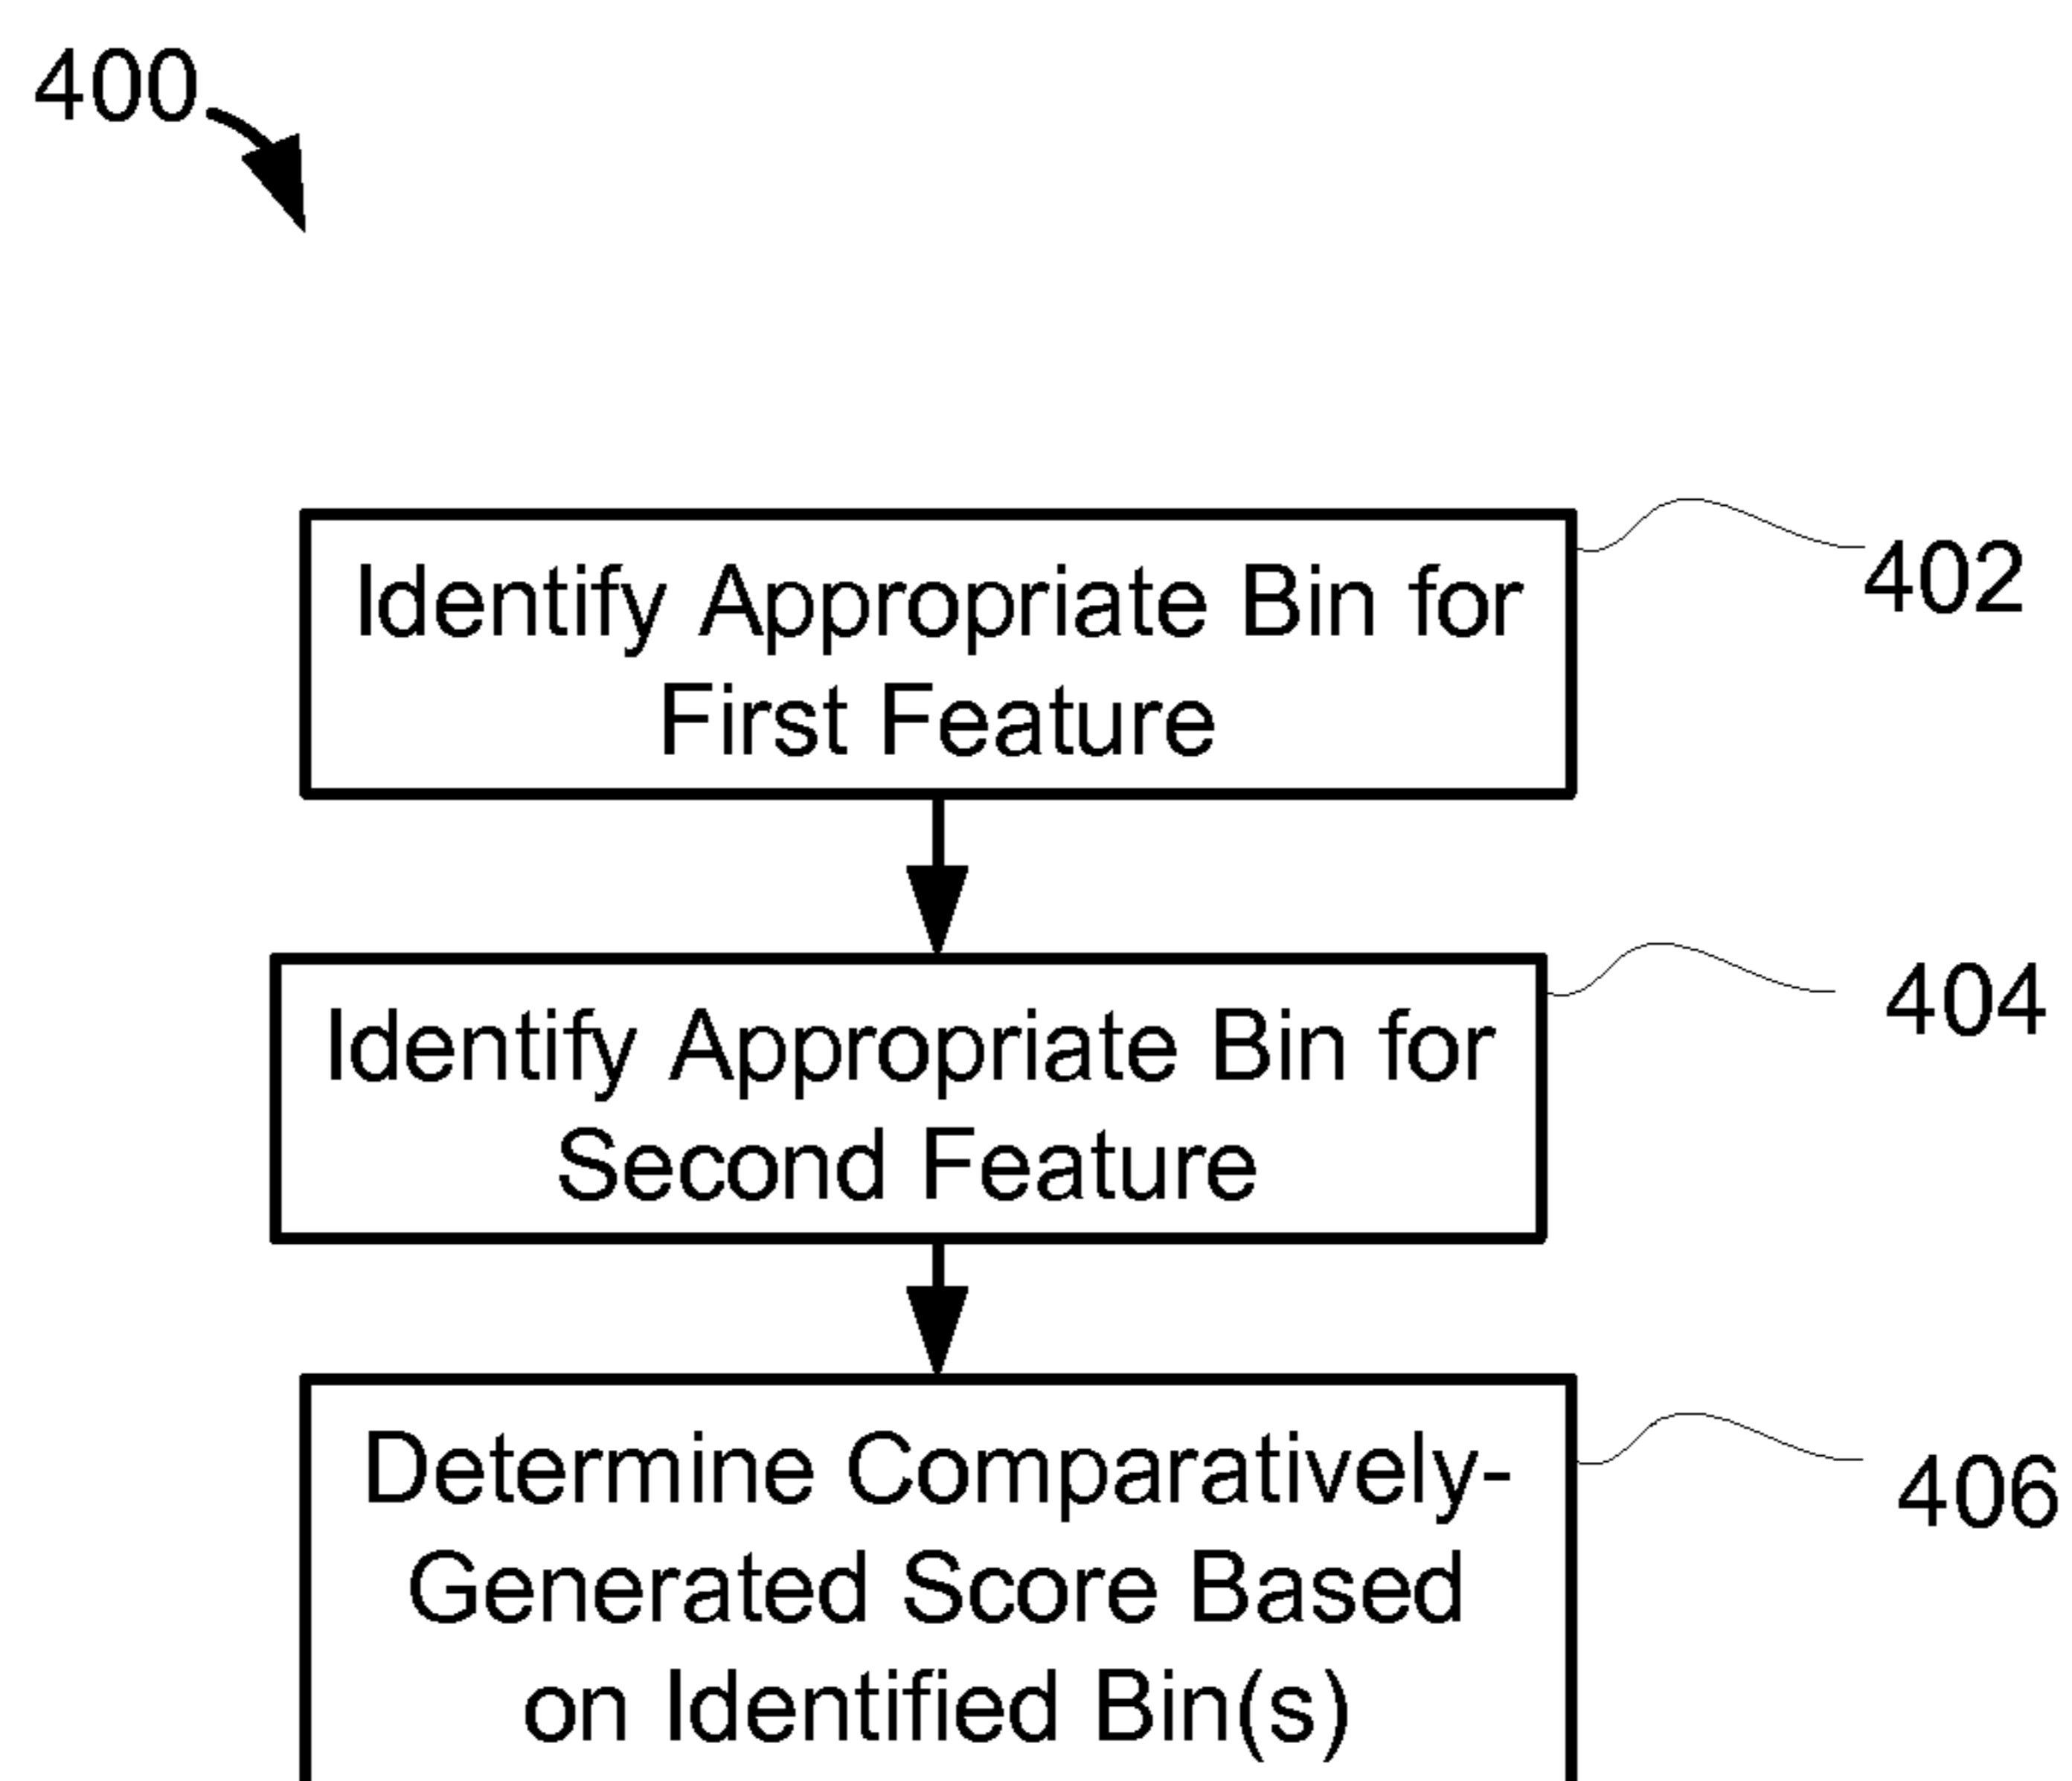 400
Identify Appropriate Bin for
First Feature
402
Identify Appropriate Bin for
Second Feature
404
Determine Comparatively-
Generated Score Based
on Identified Bin(s)
406